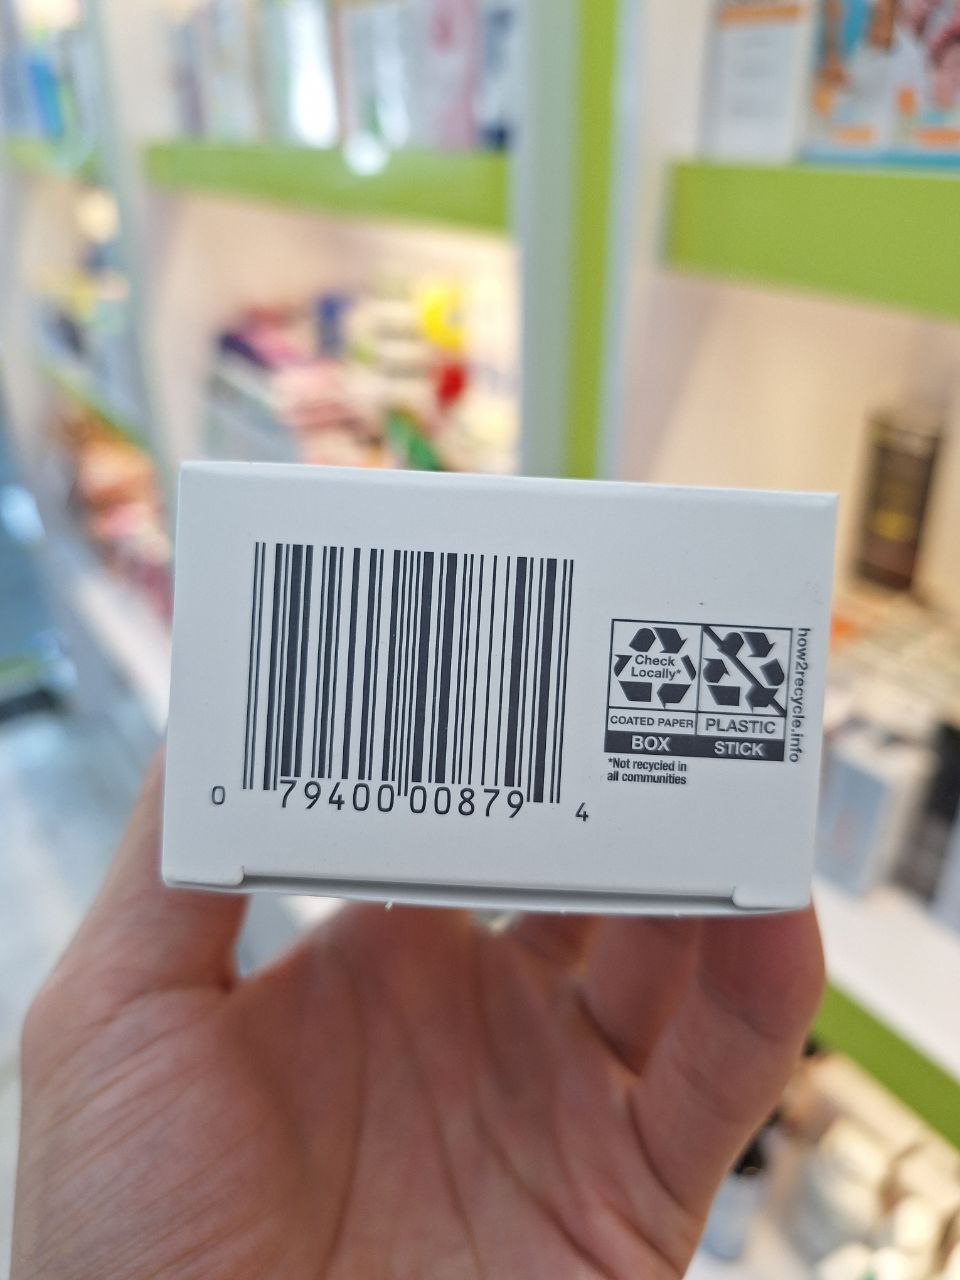 0 79400 00879 4
Check
Locally*
COATED PAPER
BOX
PLASTIC
STICK
*Not recycled in
all communities
how2recycle.info